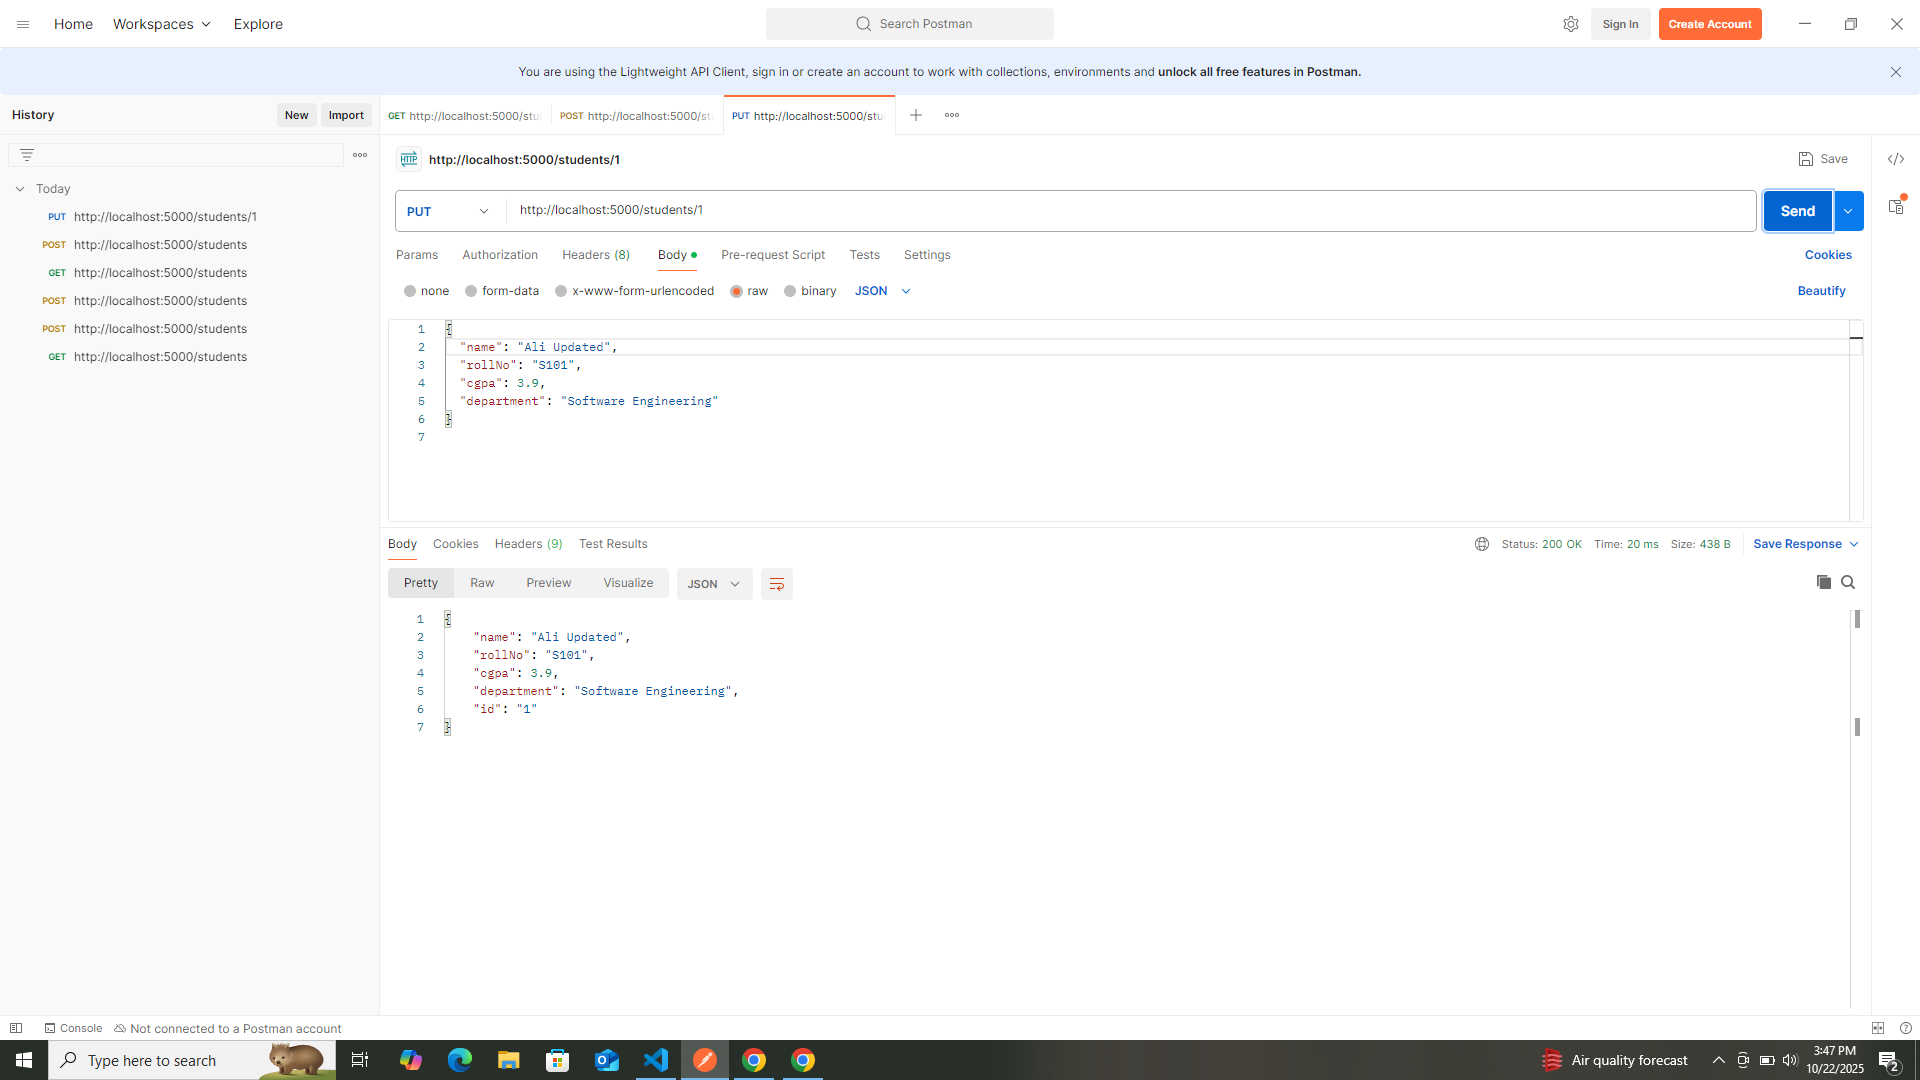 Home Workspaces Explore Search Postman Sign In Create Account
You are using the Lightweight API Client, sign in or create an account to work with collections, environments and unlock all free features in Postman.
History New Import
GET http://localhost:5000/stu POST http://localhost:5000/st PUT http://localhost:5000/stu
HTTP http://localhost:5000/students/1 Save
Today
PUT http://localhost:5000/students/1
POST http://localhost:5000/students
GET http://localhost:5000/students
POST http://localhost:5000/students
POST http://localhost:5000/students
GET http://localhost:5000/students
PUT http://localhost:5000/students/1 Send
Params Authorization Headers (8) Body Pre-request Script Tests Settings Cookies
none form-data x-www-form-urlencoded raw binary JSON Beautify
1 {
2 "name": "Ali Updated",
3 "rollNo": "S101",
4 "cgpa": 3.9,
5 "department": "Software Engineering"
6 }
7
Body Cookies Headers (9) Test Results Status: 200 OK Time: 20 ms Size: 438 B Save Response
Pretty Raw Preview Visualize JSON
1 {
2 "name": "Ali Updated",
3 "rollNo": "S101",
4 "cgpa": 3.9,
5 "department": "Software Engineering",
6 "id": "1"
7 }
Console Not connected to a Postman account
Type here to search Air quality forecast 3:47 PM
10/22/2025 2